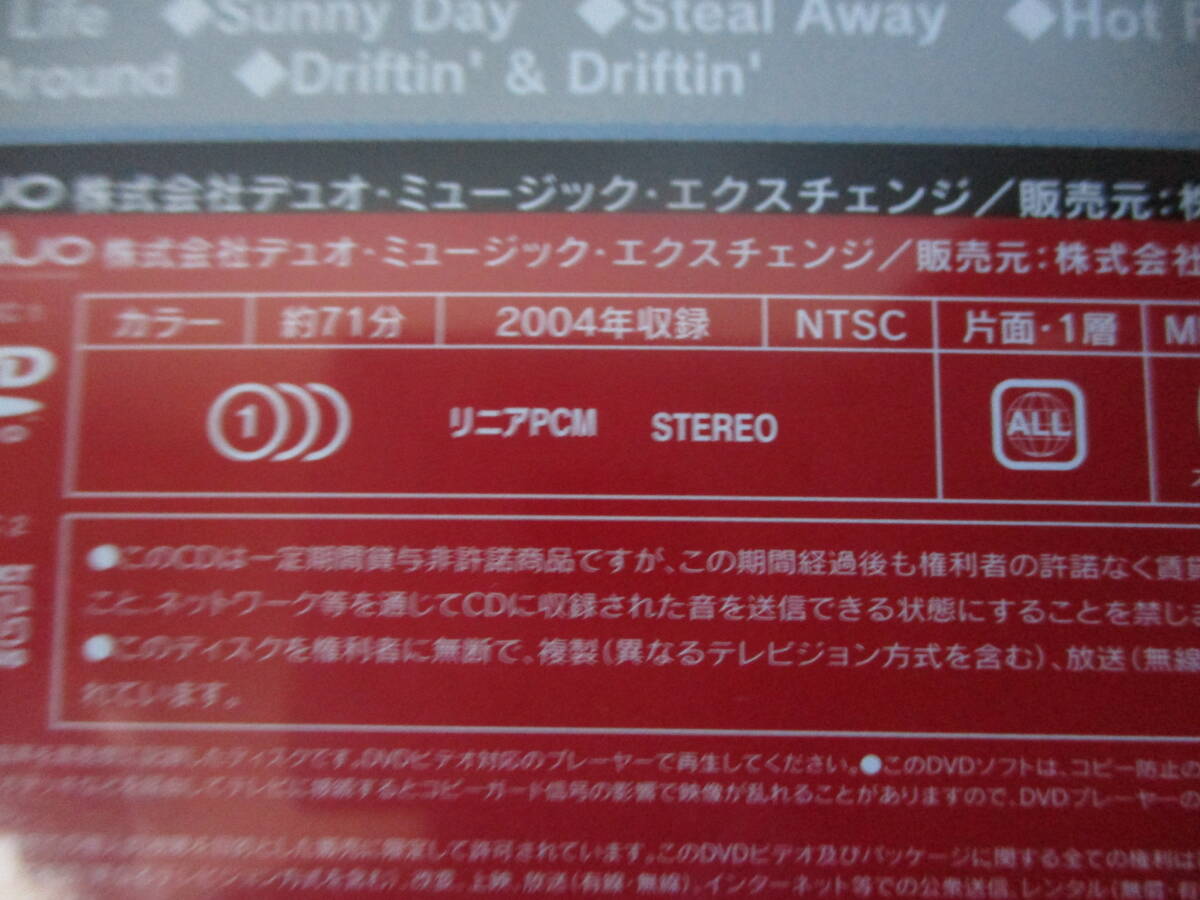 Life ◆Sunny Day ◆Steal Away ◆Hot
Around ◆Driftin' & Driftin'
株式会社デュオ・ミュージック・エクスチェンジ／販売元：株
duo 株式会社デュオ・ミュージック・エクスチェンジ／販売元：株式会社
カラー 約71分 2004年収録 NTSC 片面・1層 M
1 リニアPCM STEREO ALL
●このCDは一定期間貸与非許諾商品ですが、この期間経過後も権利者の許諾なく賃貸
こと、ネットワーク等を通じてCDに収録された音を送信できる状態にすることを禁じ
●このディスクを権利者に無断で、複製（異なるテレビジョン方式を含む）、放送（無線
れています。
したディスクです。DVDビデオ対応のプレーヤーで再生してください。●このDVDソフトは、コピー防止の
してテレビに接続するとコピーガード信号の影響で映像が乱れることがありますので、DVDプレーヤーの
とした販売に限定して許可されています。このDVDビデオ及びパッケージに関する全ての権利は
テレビジョン方式を含む）、改変、上映、放送（有線・無線）、インターネット等での公衆送信、レンタル（無償・有